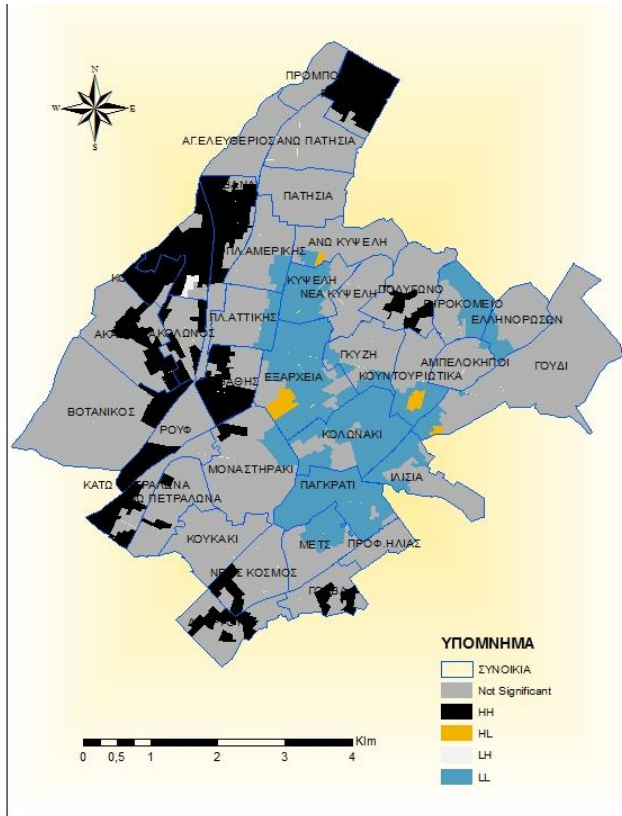 N
W E
S
ΠΡΟΜΠΟ
ΑΓ.ΕΛΕΥΘΕΡΙΟΣ ΑΝΩ ΠΑΤΗΣΙΑ
ΠΑΤΗΣΙΑ
ΠΛ.ΑΜΕΡΙΚΗΣ
ΑΝΩ ΚΥΨΕΛΗ
ΚΥΨΕΛΗ
ΝΕΑ ΚΥΨΕΛΗ
ΠΟΛΥΓΩΝΟ
ΓΗΡΟΚΟΜΕΙΟ
ΕΛΛΗΝΟΡΩΣΩΝ
ΠΛ.ΑΤΤΙΚΗΣ
ΓΚΥΖΗ
ΑΜΠΕΛΟΚΗΠΟΙ
ΓΟΥΔΙ
ΕΞΑΡΧΕΙΑ
ΚΟΥΝΤΟΥΡΙΩΤΙΚΑ
ΒΑΘΗΣ
ΒΟΤΑΝΙΚΟΣ
ΡΟΥΦ
ΚΟΛΩΝΑΚΙ
ΜΟΝΑΣΤΗΡΑΚΙ
ΙΛΙΣΙΑ
ΠΑΓΚΡΑΤΙ
ΚΟΥΚΑΚΙ
ΜΕΤΣ
ΠΡΟΦ.ΗΛΙΑΣ
ΥΠΟΜΝΗΜΑ
ΣΥΝΟΙΚΙΑ
Not Significant
HH
HL
LH
LL
Klm
0 0,5 1 2 3 4